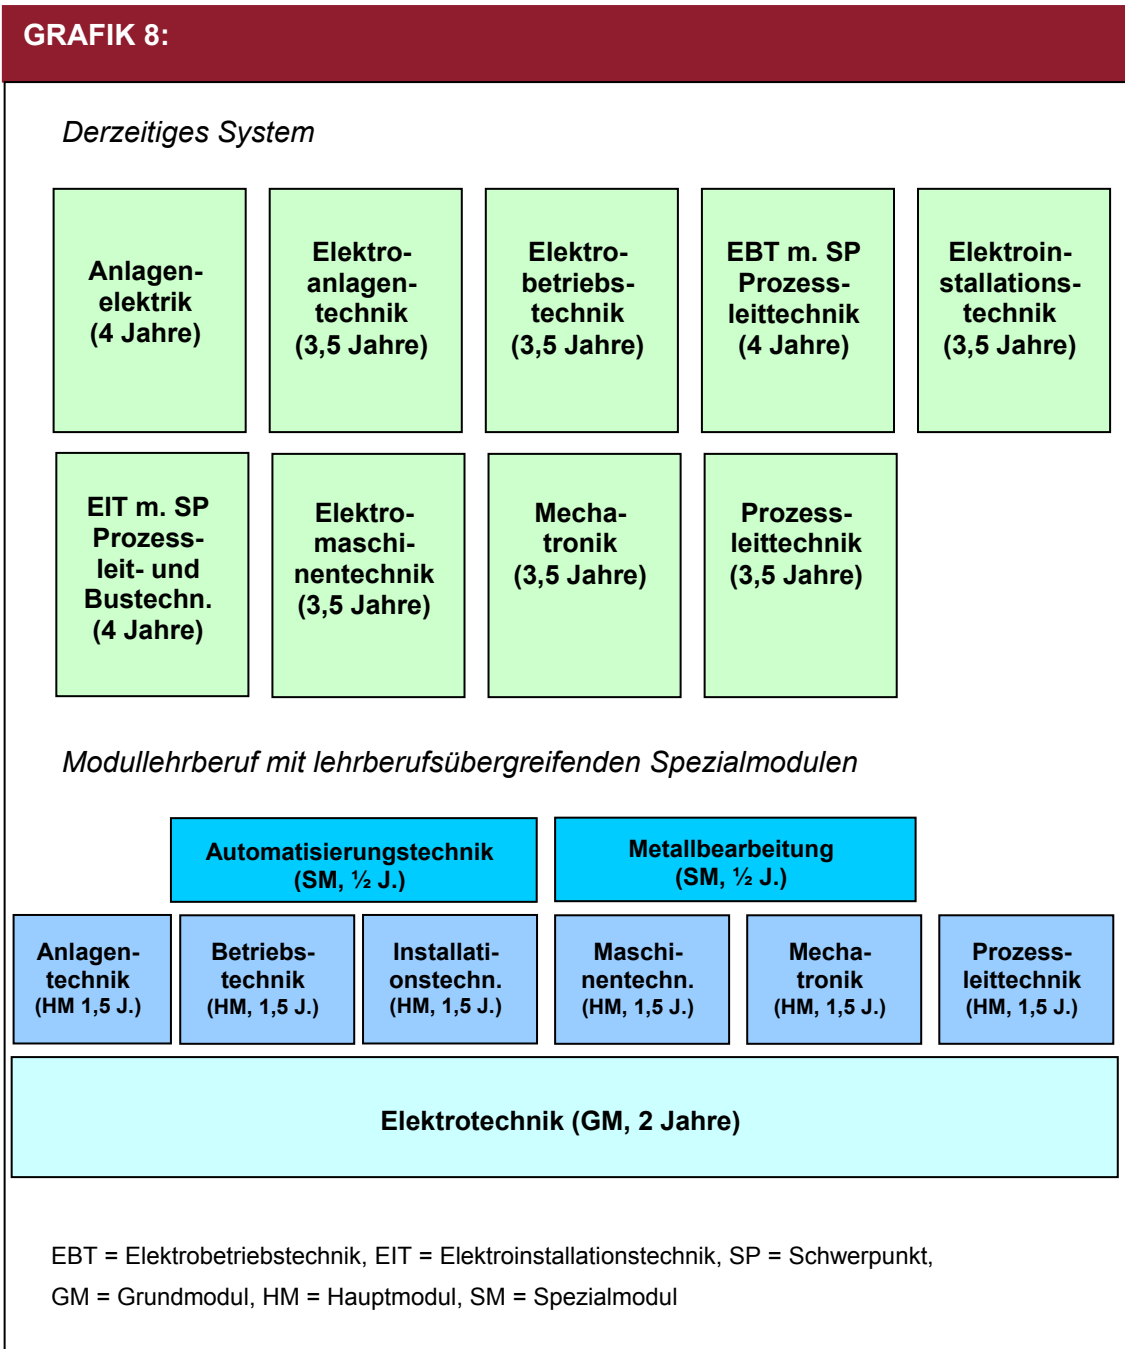 GRAFIK 8:
Derzeitiges System
Anlagen-
elektrik
(4 Jahre)
Elektro-
anlagen-
technik
(3,5 Jahre)
Elektro-
betriebs-
technik
(3,5 Jahre)
EBT m. SP
Prozess-
leittechnik
(4 Jahre)
Elektroin-
stallations-
technik
(3,5 Jahre)
EIT m. SP
Prozess-
leit- und
Bustechn.
(4 Jahre)
Elektro-
maschi-
nentechnik
(3,5 Jahre)
Mecha-
tronik
(3,5 Jahre)
Prozess-
leittechnik
(3,5 Jahre)
Modullehrberuf mit lehrberufsübergreifenden Spezialmodulen
Automatisierungstechnik
(SM, ½ J.)
Metallbearbeitung
(SM, ½ J.)
Anlagen-
technik
(HM 1,5 J.)
Betriebs-
technik
(HM, 1,5 J.)
Installati-
onstechn.
(HM, 1,5 J.)
Maschi-
nentechn.
(HM, 1,5 J.)
Mecha-
tronik
(HM, 1,5 J.)
Prozess-
leittechnik
(HM, 1,5 J.)
Elektrotechnik (GM, 2 Jahre)
EBT = Elektrobetriebstechnik, EIT = Elektroinstallationstechnik, SP = Schwerpunkt,
GM = Grundmodul, HM = Hauptmodul, SM = Spezialmodul